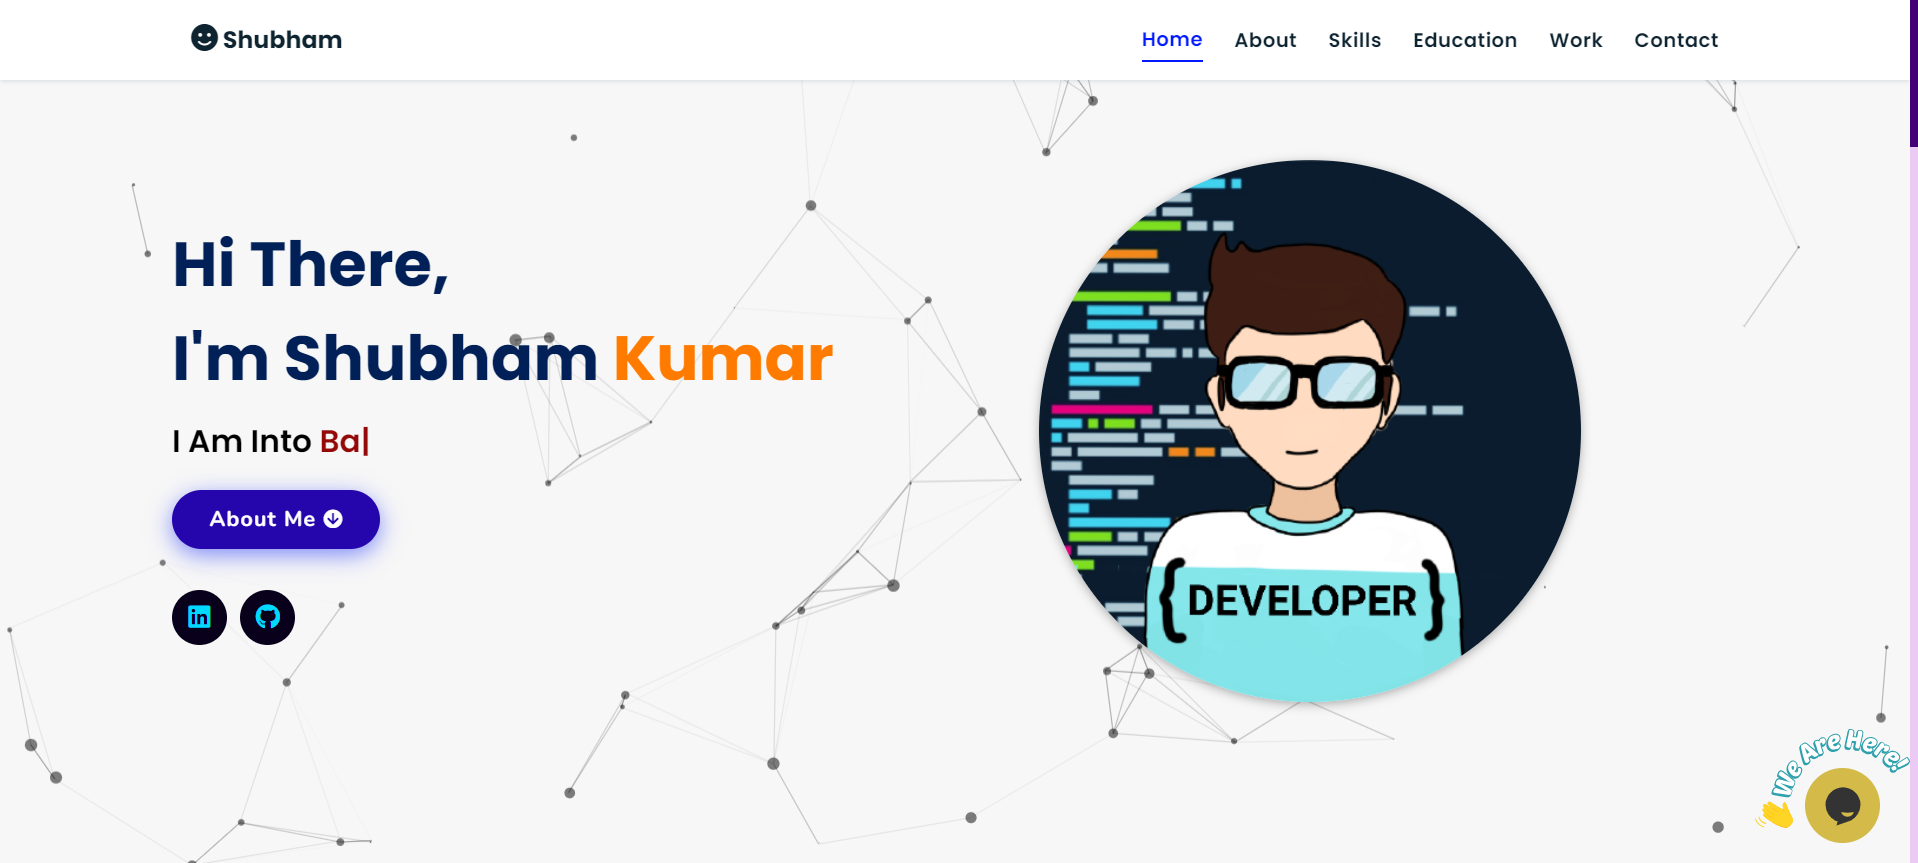 Shubham
Home About Skills Education Work Contact
Hi There,
I'm Shubham Kumar
I Am Into Ba|
About Me
in
{DEVELOPER}
We Are Here!